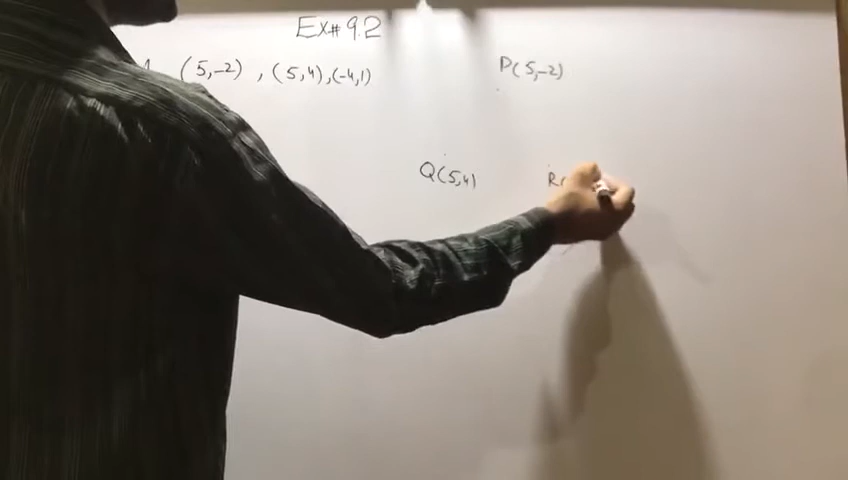 Ex# 9.2
(5,-2) , (5,4),(-4,1)
P(5,-2)
Q(5,4) R(